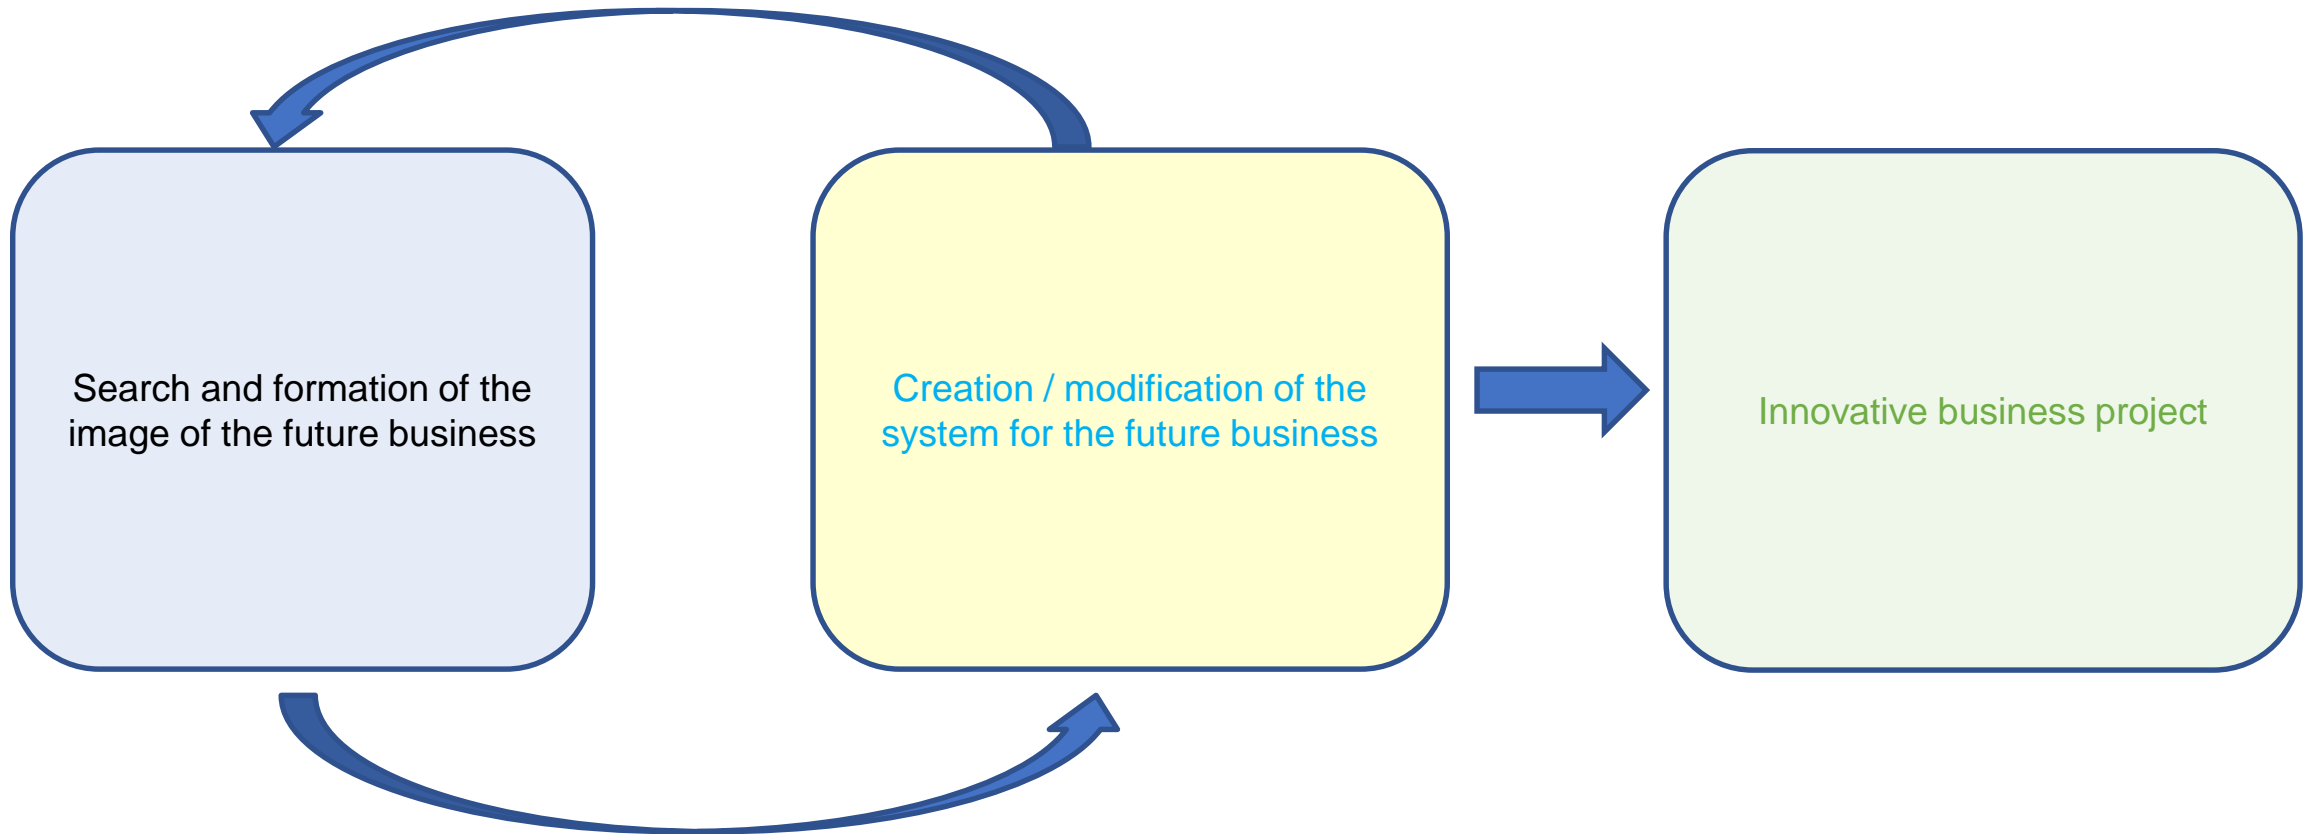 Search and formation of the
image of the future business
Creation / modification of the
system for the future business
Innovative business project